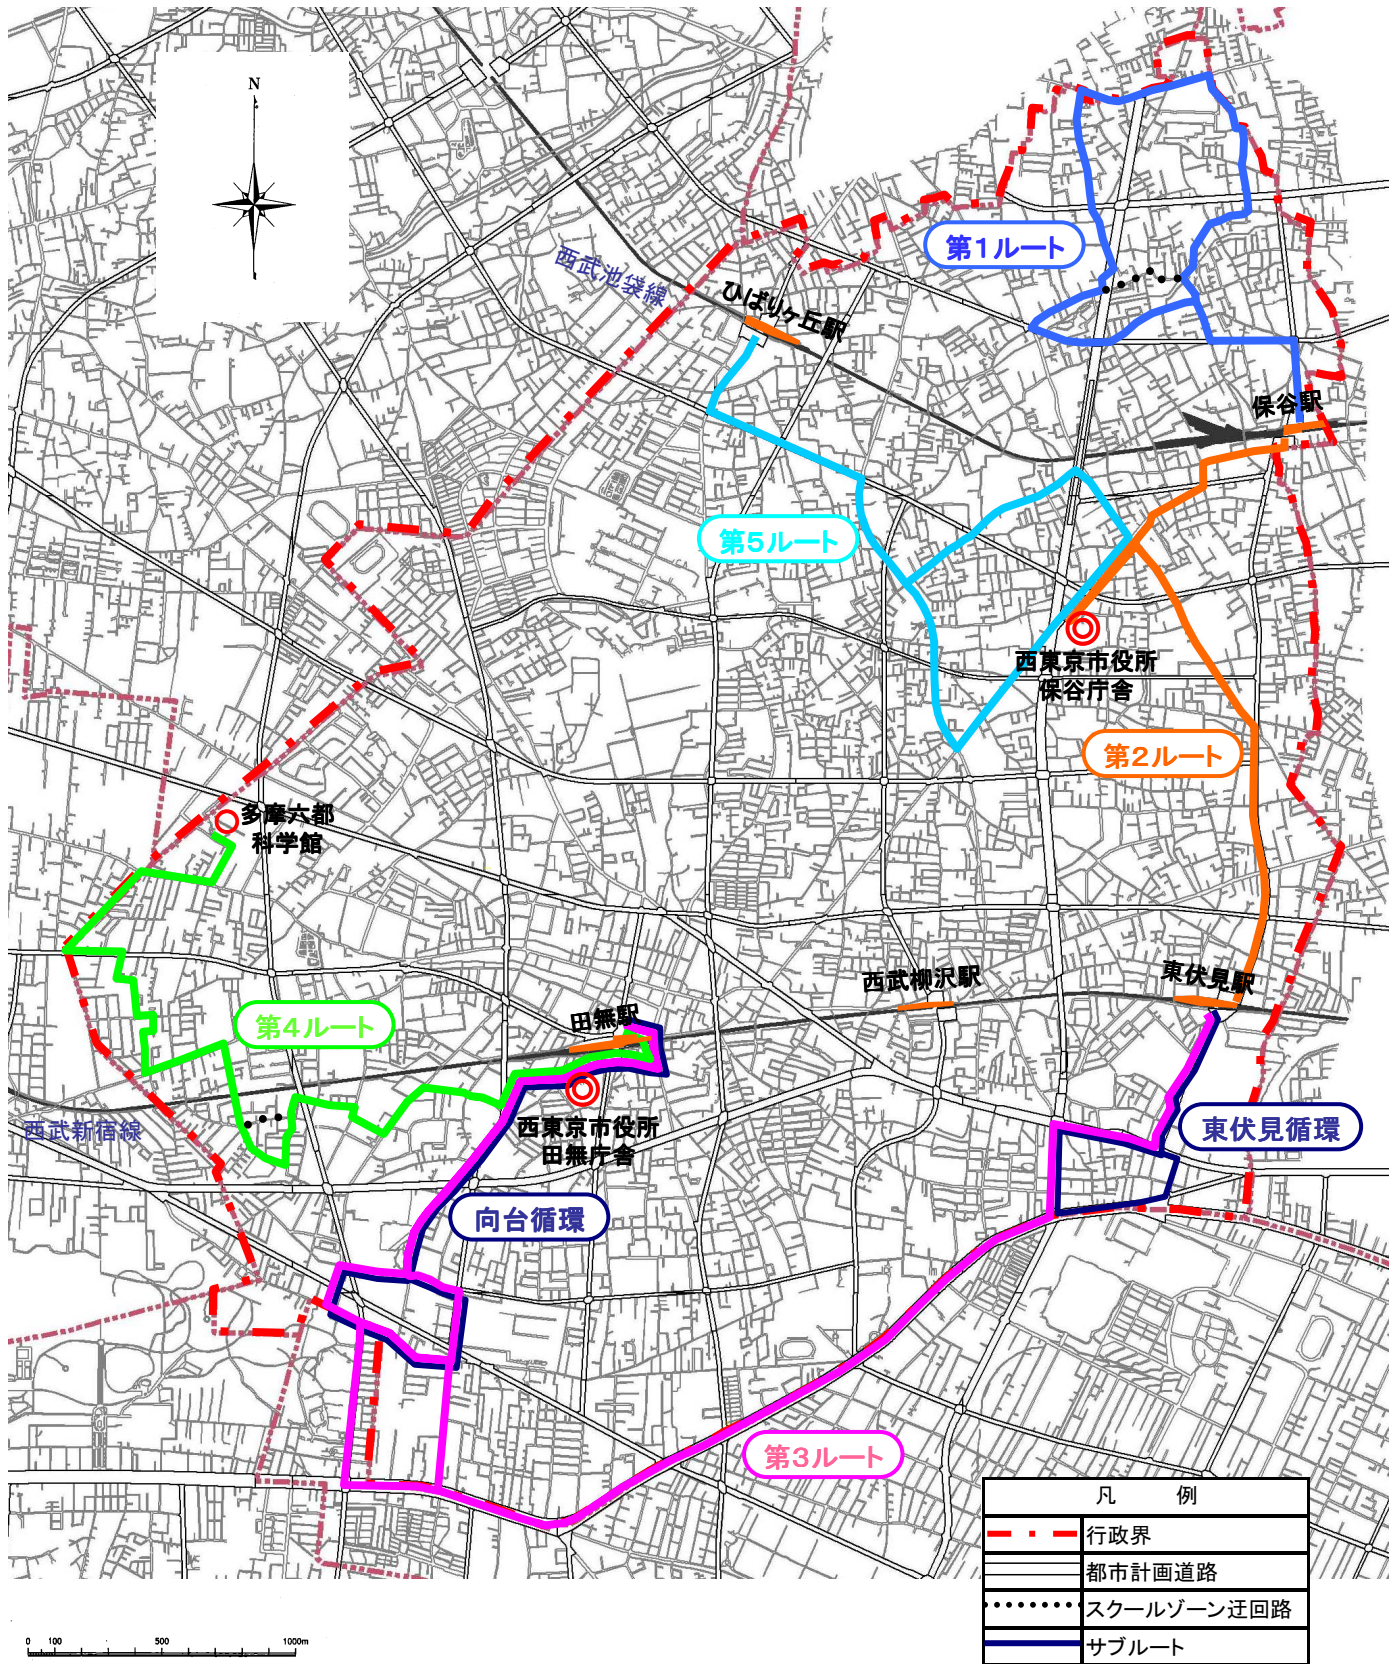 N
第1ルート
西武池袋線
ひばりヶ丘駅
保谷駅
第5ルート
西東京市役所
保谷庁舎
第2ルート
多摩六都
科学館
西武柳沢駅
東伏見駅
第4ルート
田無駅
西武新宿線
西東京市役所
田無庁舎
東伏見循環
向台循環
第3ルート
凡 例
行政界
都市計画道路
スクールゾーン迂回路
サブルート
0 100 500 1000m